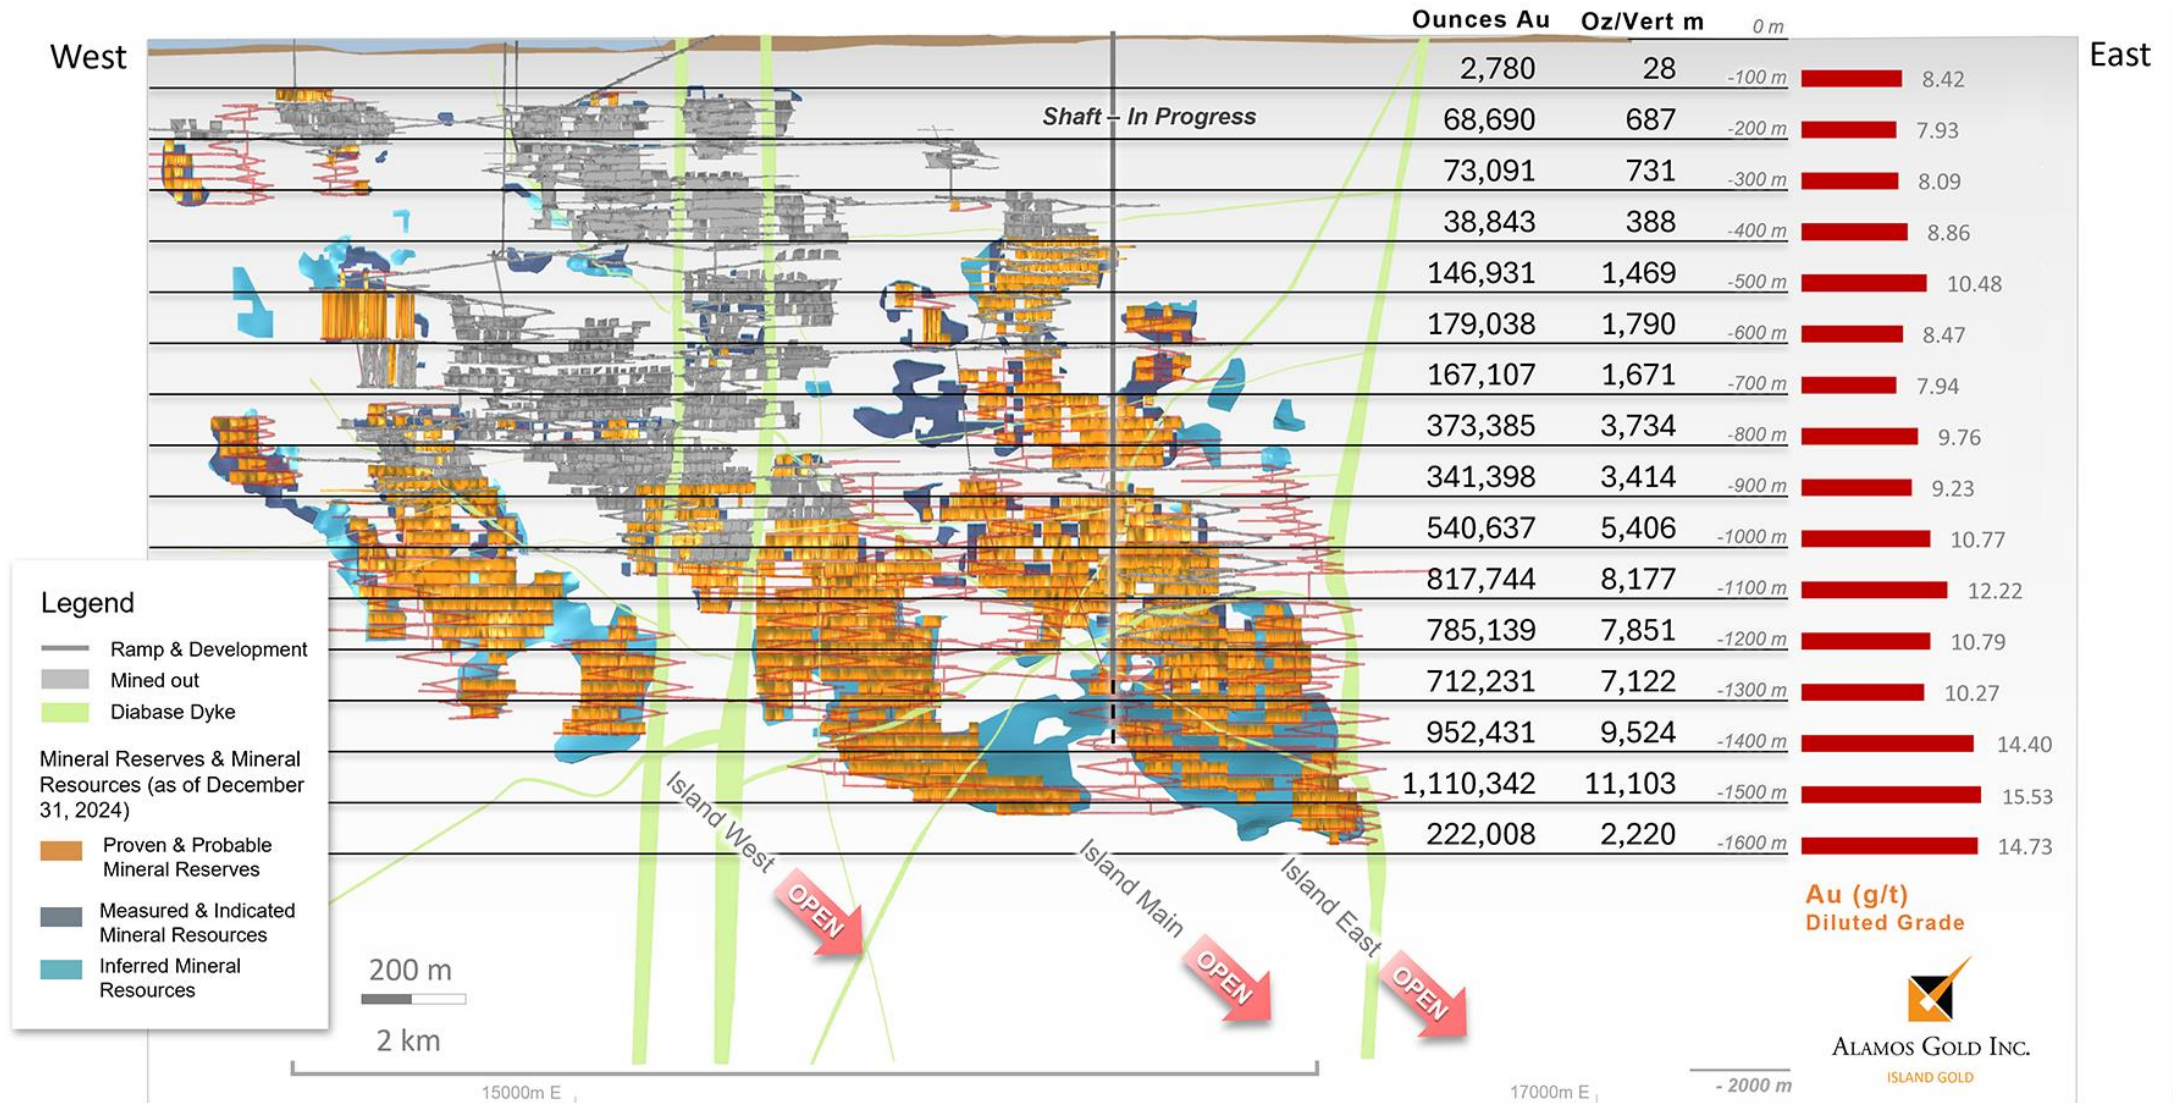 Ounces Au Oz/Vert m 0 m
West
East
2,780 28 -100 m 8.42
Shaft – In Progress
68,690 687 -200 m 7.93
73,091 731 -300 m 8.09
38,843 388 -400 m 8.86
146,931 1,469 -500 m 10.48
179,038 1,790 -600 m 8.47
167,107 1,671 -700 m 7.94
373,385 3,734 -800 m 9.76
341,398 3,414 -900 m 9.23
540,637 5,406 -1000 m 10.77
817,744 8,177 -1100 m 12.22
785,139 7,851 -1200 m 10.79
712,231 7,122 -1300 m 10.27
952,431 9,524 -1400 m 14.40
1,110,342 11,103 -1500 m 15.53
222,008 2,220 -1600 m 14.73
Legend
Ramp & Development
Mined out
Diabase Dyke
Mineral Reserves & Mineral
Resources (as of December
31, 2024)
Proven & Probable
Mineral Reserves
Measured & Indicated
Mineral Resources
Inferred Mineral
Resources
Island West
OPEN
Island Main
OPEN
Island East
OPEN
Au (g/t)
Diluted Grade
200 m
2 km
15000m E
17000m E
- 2000 m
ALAMOS GOLD INC.
ISLAND GOLD